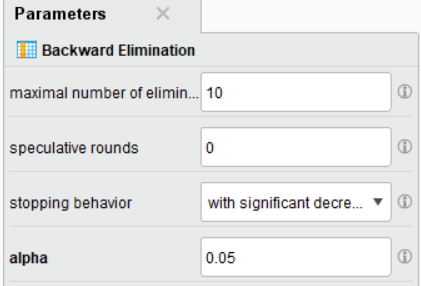 Parameters
Backward Elimination
maximal number of elimin... 10
speculative rounds 0
stopping behavior with significant decre...
alpha 0.05